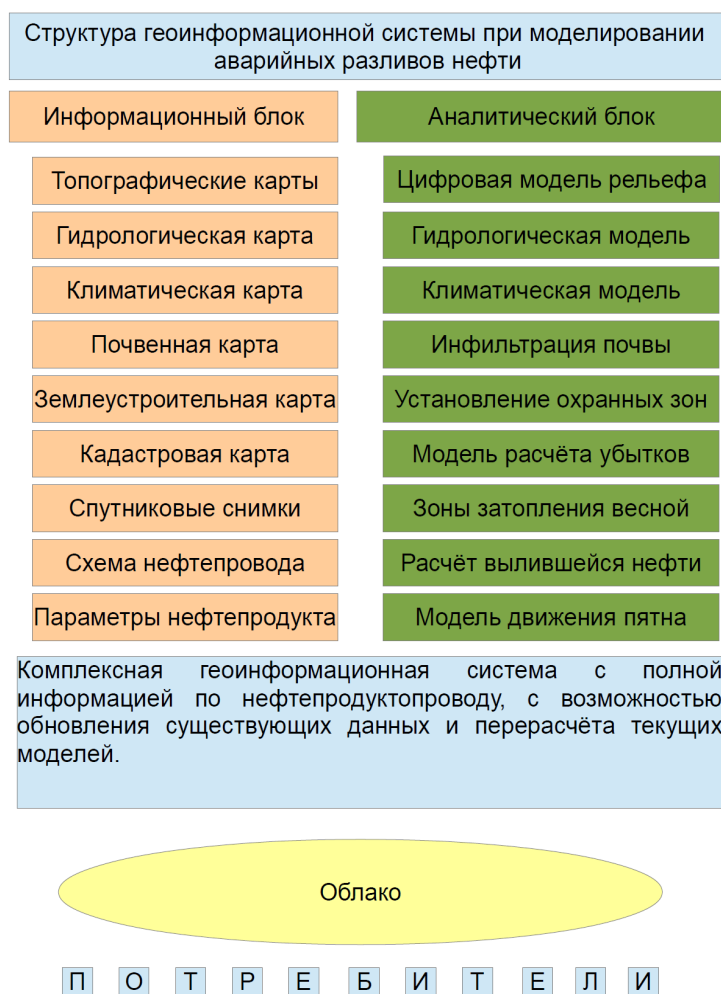 Структура геоинформационной системы при моделировании
аварийных разливов нефти
Информационный блок
Аналитический блок
Топографические карты
Цифровая модель рельефа
Гидрологическая карта
Гидрологическая модель
Климатическая карта
Климатическая модель
Почвенная карта
Инфильтрация почвы
Землеустроительная карта
Установление охранных зон
Кадастровая карта
Модель расчёта убытков
Спутниковые снимки
Зоны затопления весной
Схема нефтепровода
Расчёт вылившейся нефти
Параметры нефтепродукта
Модель движения пятна
Комплексная геоинформационная система с полной
информацией по нефтепродуктопроводу, с возможностью
обновления существующих данных и перерасчёта текущих
моделей.
Облако
П О Т Р Е Б И Т Е Л И